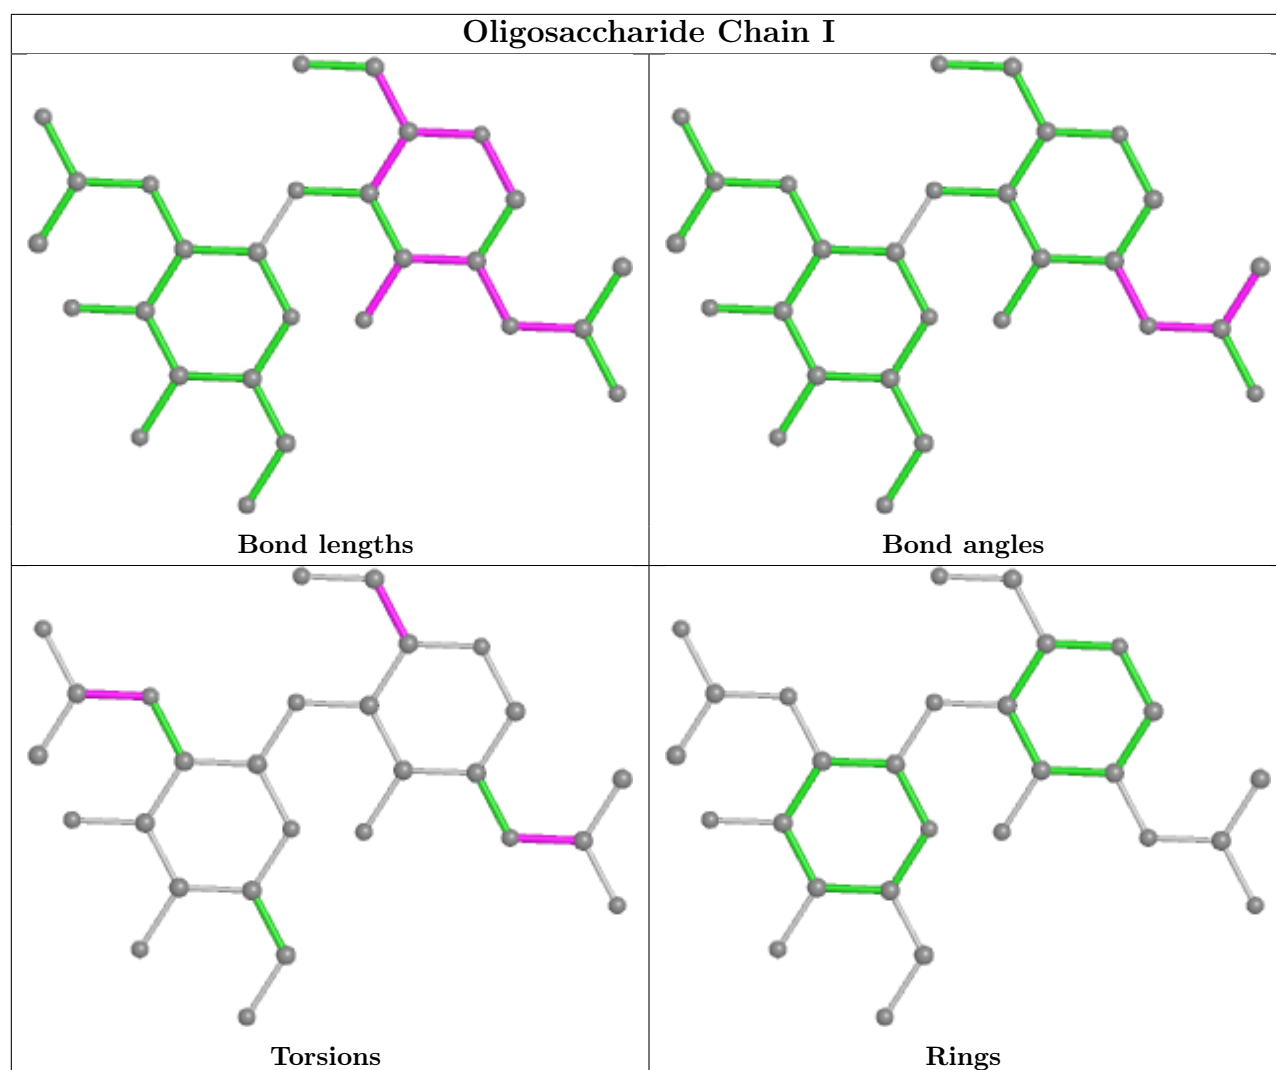 Oligosaccharide Chain I
Bond lengths
Bond angles
Torsions
Rings